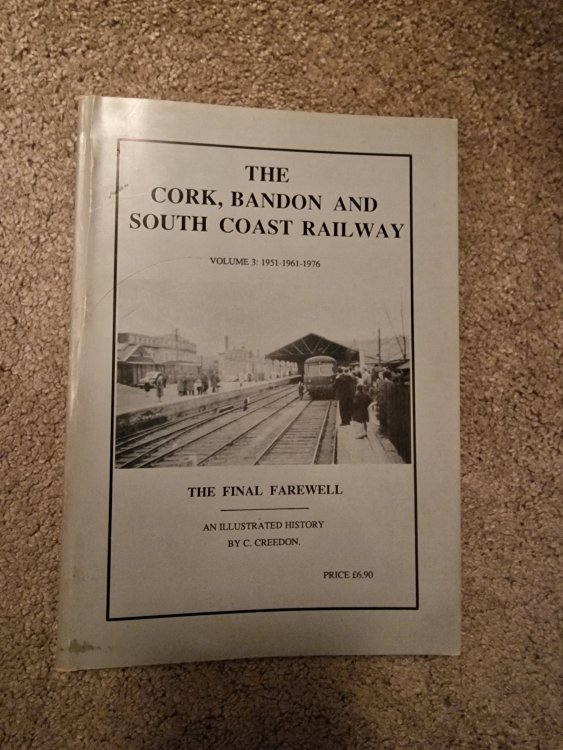 THE
CORK, BANDON AND
SOUTH COAST RAILWAY
VOLUME 3: 1951-1961-1976
THE FINAL FAREWELL
AN ILLUSTRATED HISTORY
BY C. CREEDON.
PRICE £6.90